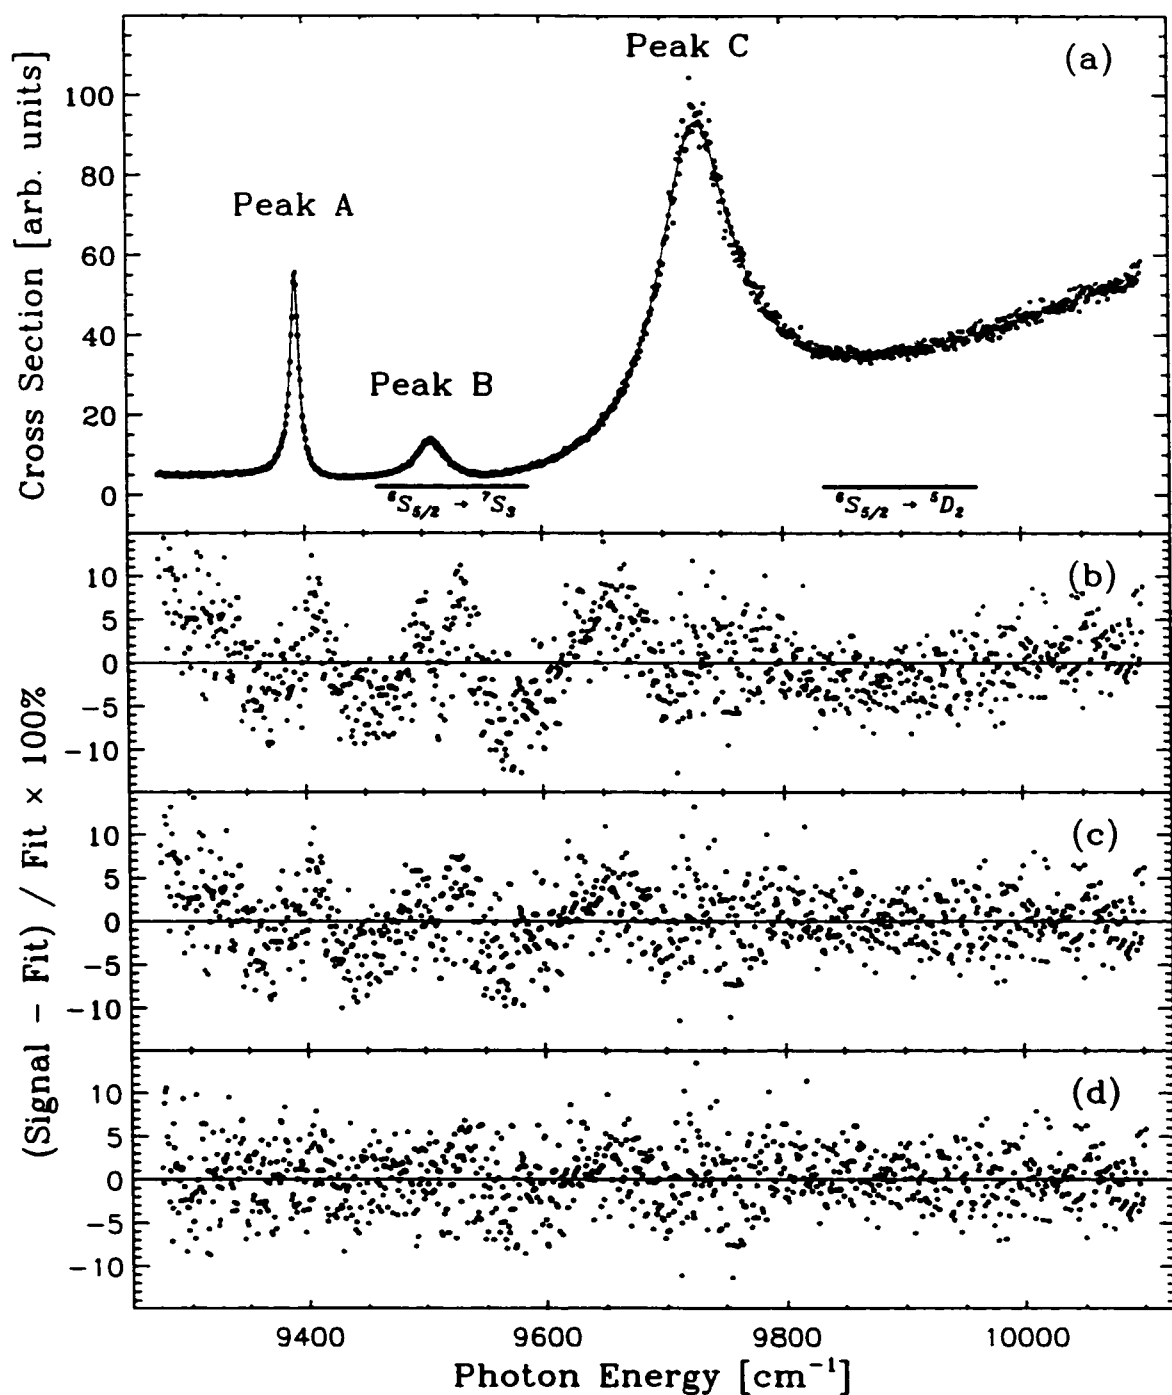 Peak C
(a)
100
80
60
40
20
0
Cross Section [arb. units]
Peak A
Peak B
⁶S₅/₂ → ⁷S₃
⁶S₅/₂ → ⁵D₂
(b)
10
5
0
−5
−10
(c)
10
5
0
−5
−10
(d)
10
5
0
−5
−10
(Signal − Fit) / Fit × 100%
9400
9600
9800
10000
Photon Energy [cm⁻¹]